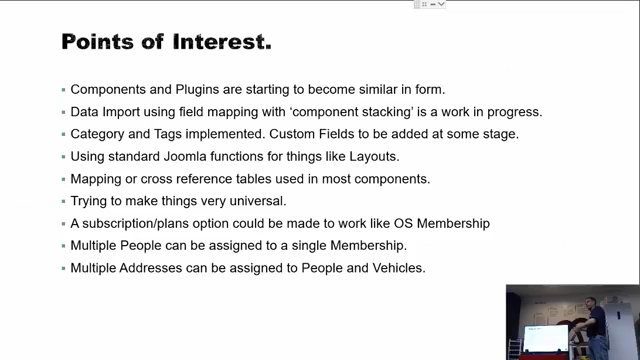 Points of Interest.
Components and Plugins are starting to become similar in form.
Data Import using field mapping with ‘component stacking’ is a work in progress.
Category and Tags implemented. Custom Fields to be added at some stage.
Using standard Joomla functions for things like Layouts.
Mapping or cross reference tables used in most components.
Trying to make things very universal.
A subscription/plans option could be made to work like OS Membership
Multiple People can be assigned to a single Membership.
Multiple Addresses can be assigned to People and Vehicles.